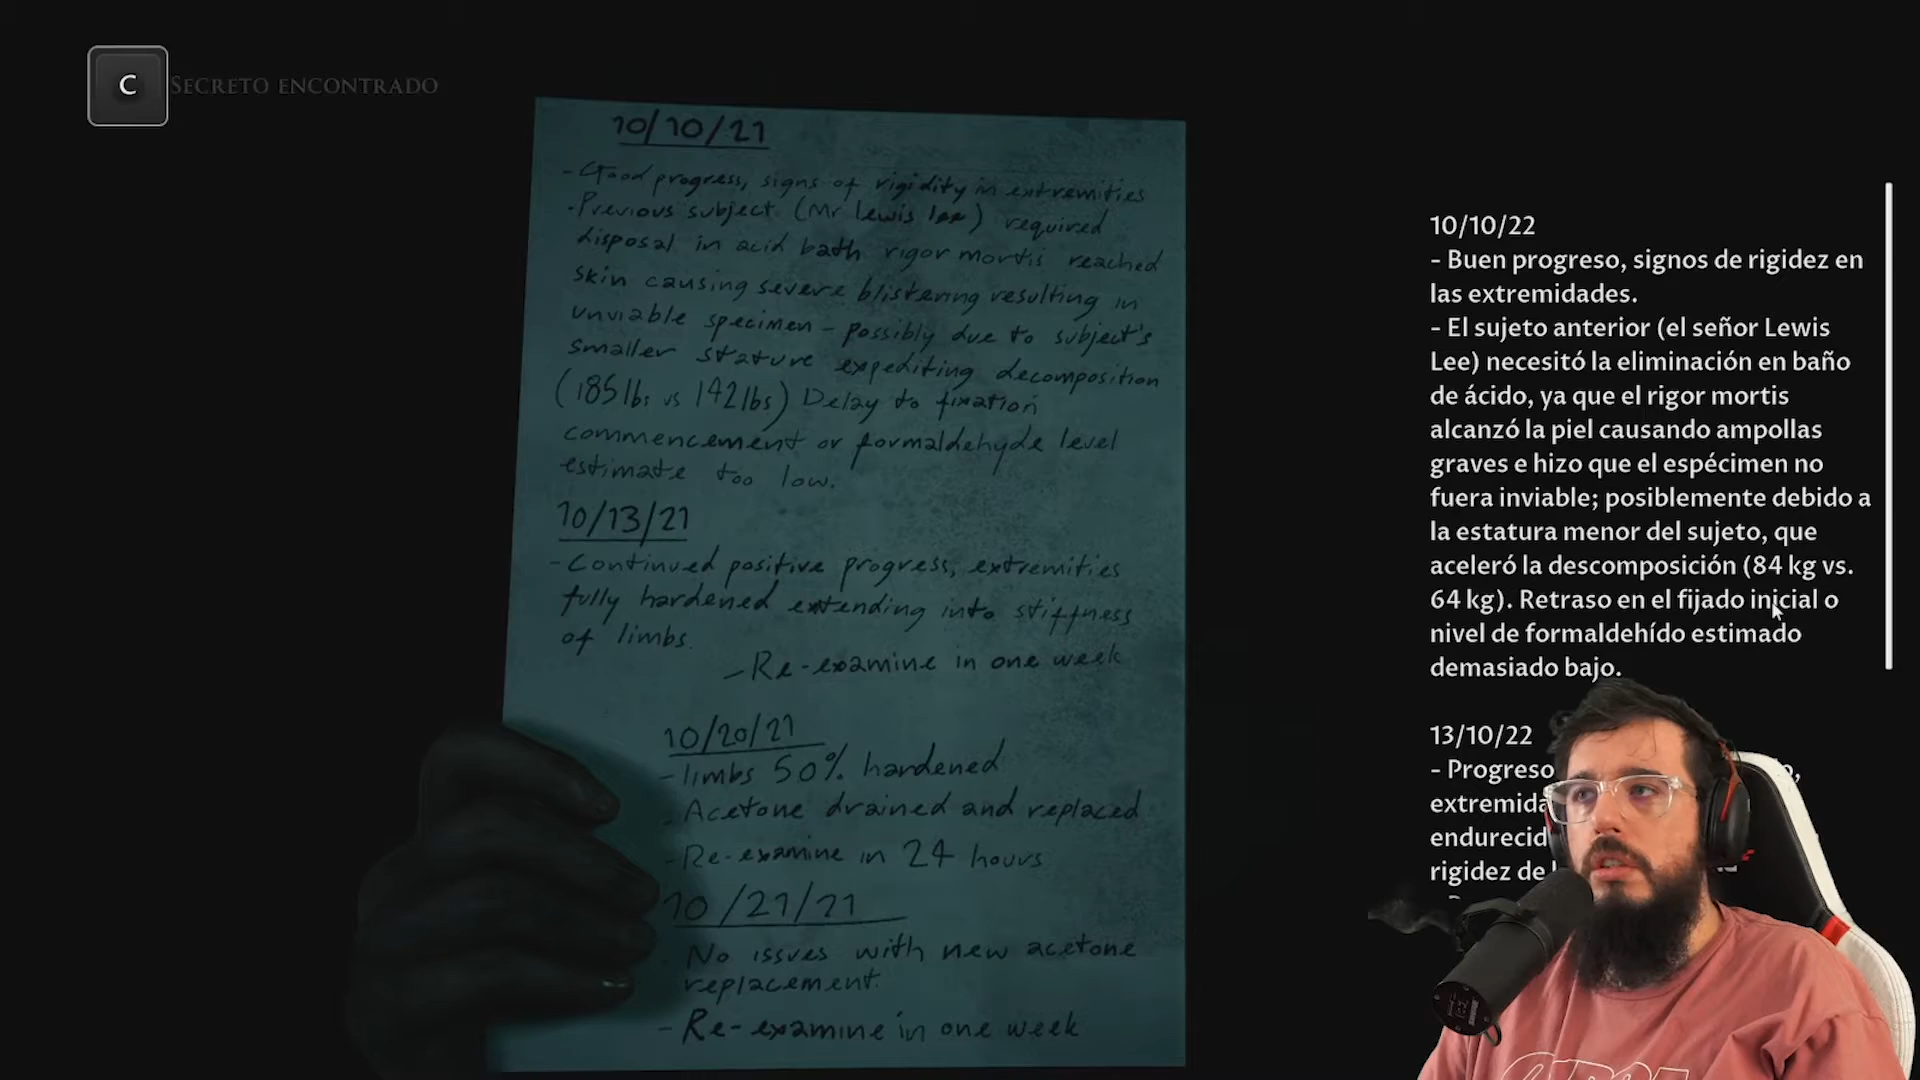 C
SECRETO ENCONTRADO
10/10/21
- Good progress, signs of rigidity in extremities
- Previous subject (Mr Lewis Lee) required
disposal in acid bath rigor mortis reached
skin causing severe blistering resulting in
unviable specimen - possibly due to subject's
smaller stature expediting decomposition
(185 lbs vs 142 lbs) Delay to fixation
commencement or formaldehyde level
estimate too low.
10/13/21
- Continued positive progress, extremities
fully hardened extending into stiffness
of limbs.
- Re-examine in one week
10/20/21
- limbs 50% hardened
- Acetone drained and replaced
- Re-examine in 24 hours
10/21/21
No issues with new acetone
replacement.
- Re-examine in one week
10/10/22
- Buen progreso, signos de rigidez en
las extremidades.
- El sujeto anterior (el señor Lewis
Lee) necesitó la eliminación en baño
de ácido, ya que el rigor mortis
alcanzó la piel causando ampollas
graves e hizo que el espécimen no
fuera inviable; posiblemente debido a
la estatura menor del sujeto, que
aceleró la descomposición (84 kg vs.
64 kg). Retraso en el fijado inicial o
nivel de formaldehído estimado
demasiado bajo.
13/10/22
- Progreso
rigidez de